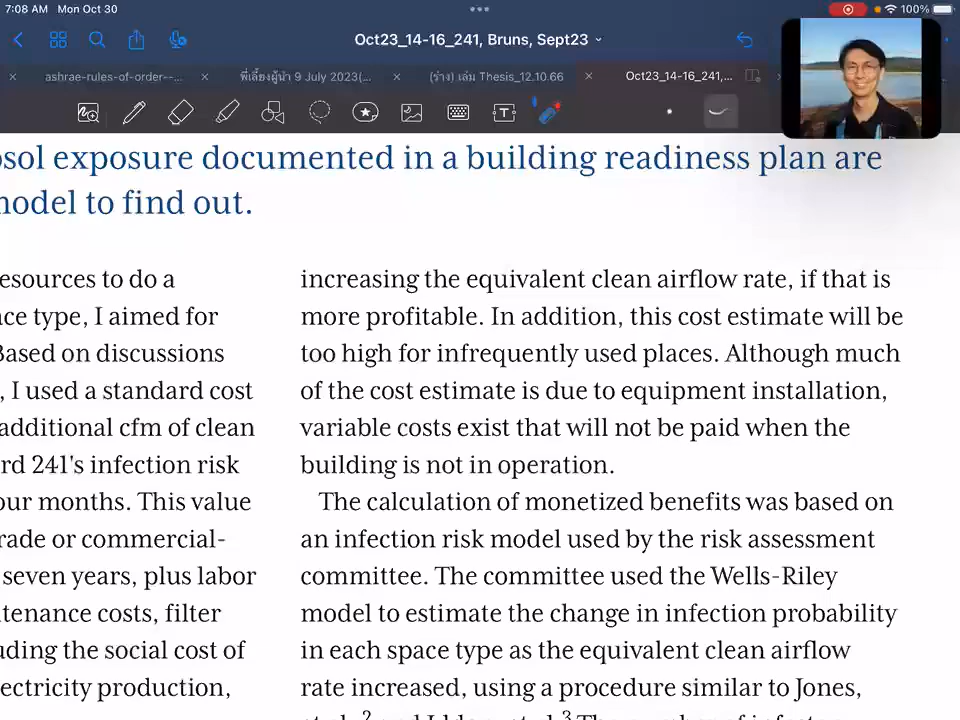 7:08 AM Mon Oct 30
100%
Oct23_14-16_241, Bruns, Sept23
ashrae-rules-of-order--...
พี่เลี้ยงผู้นำ 9 July 2023(...
(ร่าง) เล่ม Thesis_12.10.66
Oct23_14-16_241,...
osol exposure documented in a building readiness plan are
model to find out.
esources to do a
ace type, I aimed for
Based on discussions
, I used a standard cost
additional cfm of clean
rd 241's infection risk
our months. This value
rade or commercial-
seven years, plus labor
tenance costs, filter
uding the social cost of
ectricity production,
increasing the equivalent clean airflow rate, if that is
more profitable. In addition, this cost estimate will be
too high for infrequently used places. Although much
of the cost estimate is due to equipment installation,
variable costs exist that will not be paid when the
building is not in operation.
The calculation of monetized benefits was based on
an infection risk model used by the risk assessment
committee. The committee used the Wells-Riley
model to estimate the change in infection probability
in each space type as the equivalent clean airflow
rate increased, using a procedure similar to Jones,